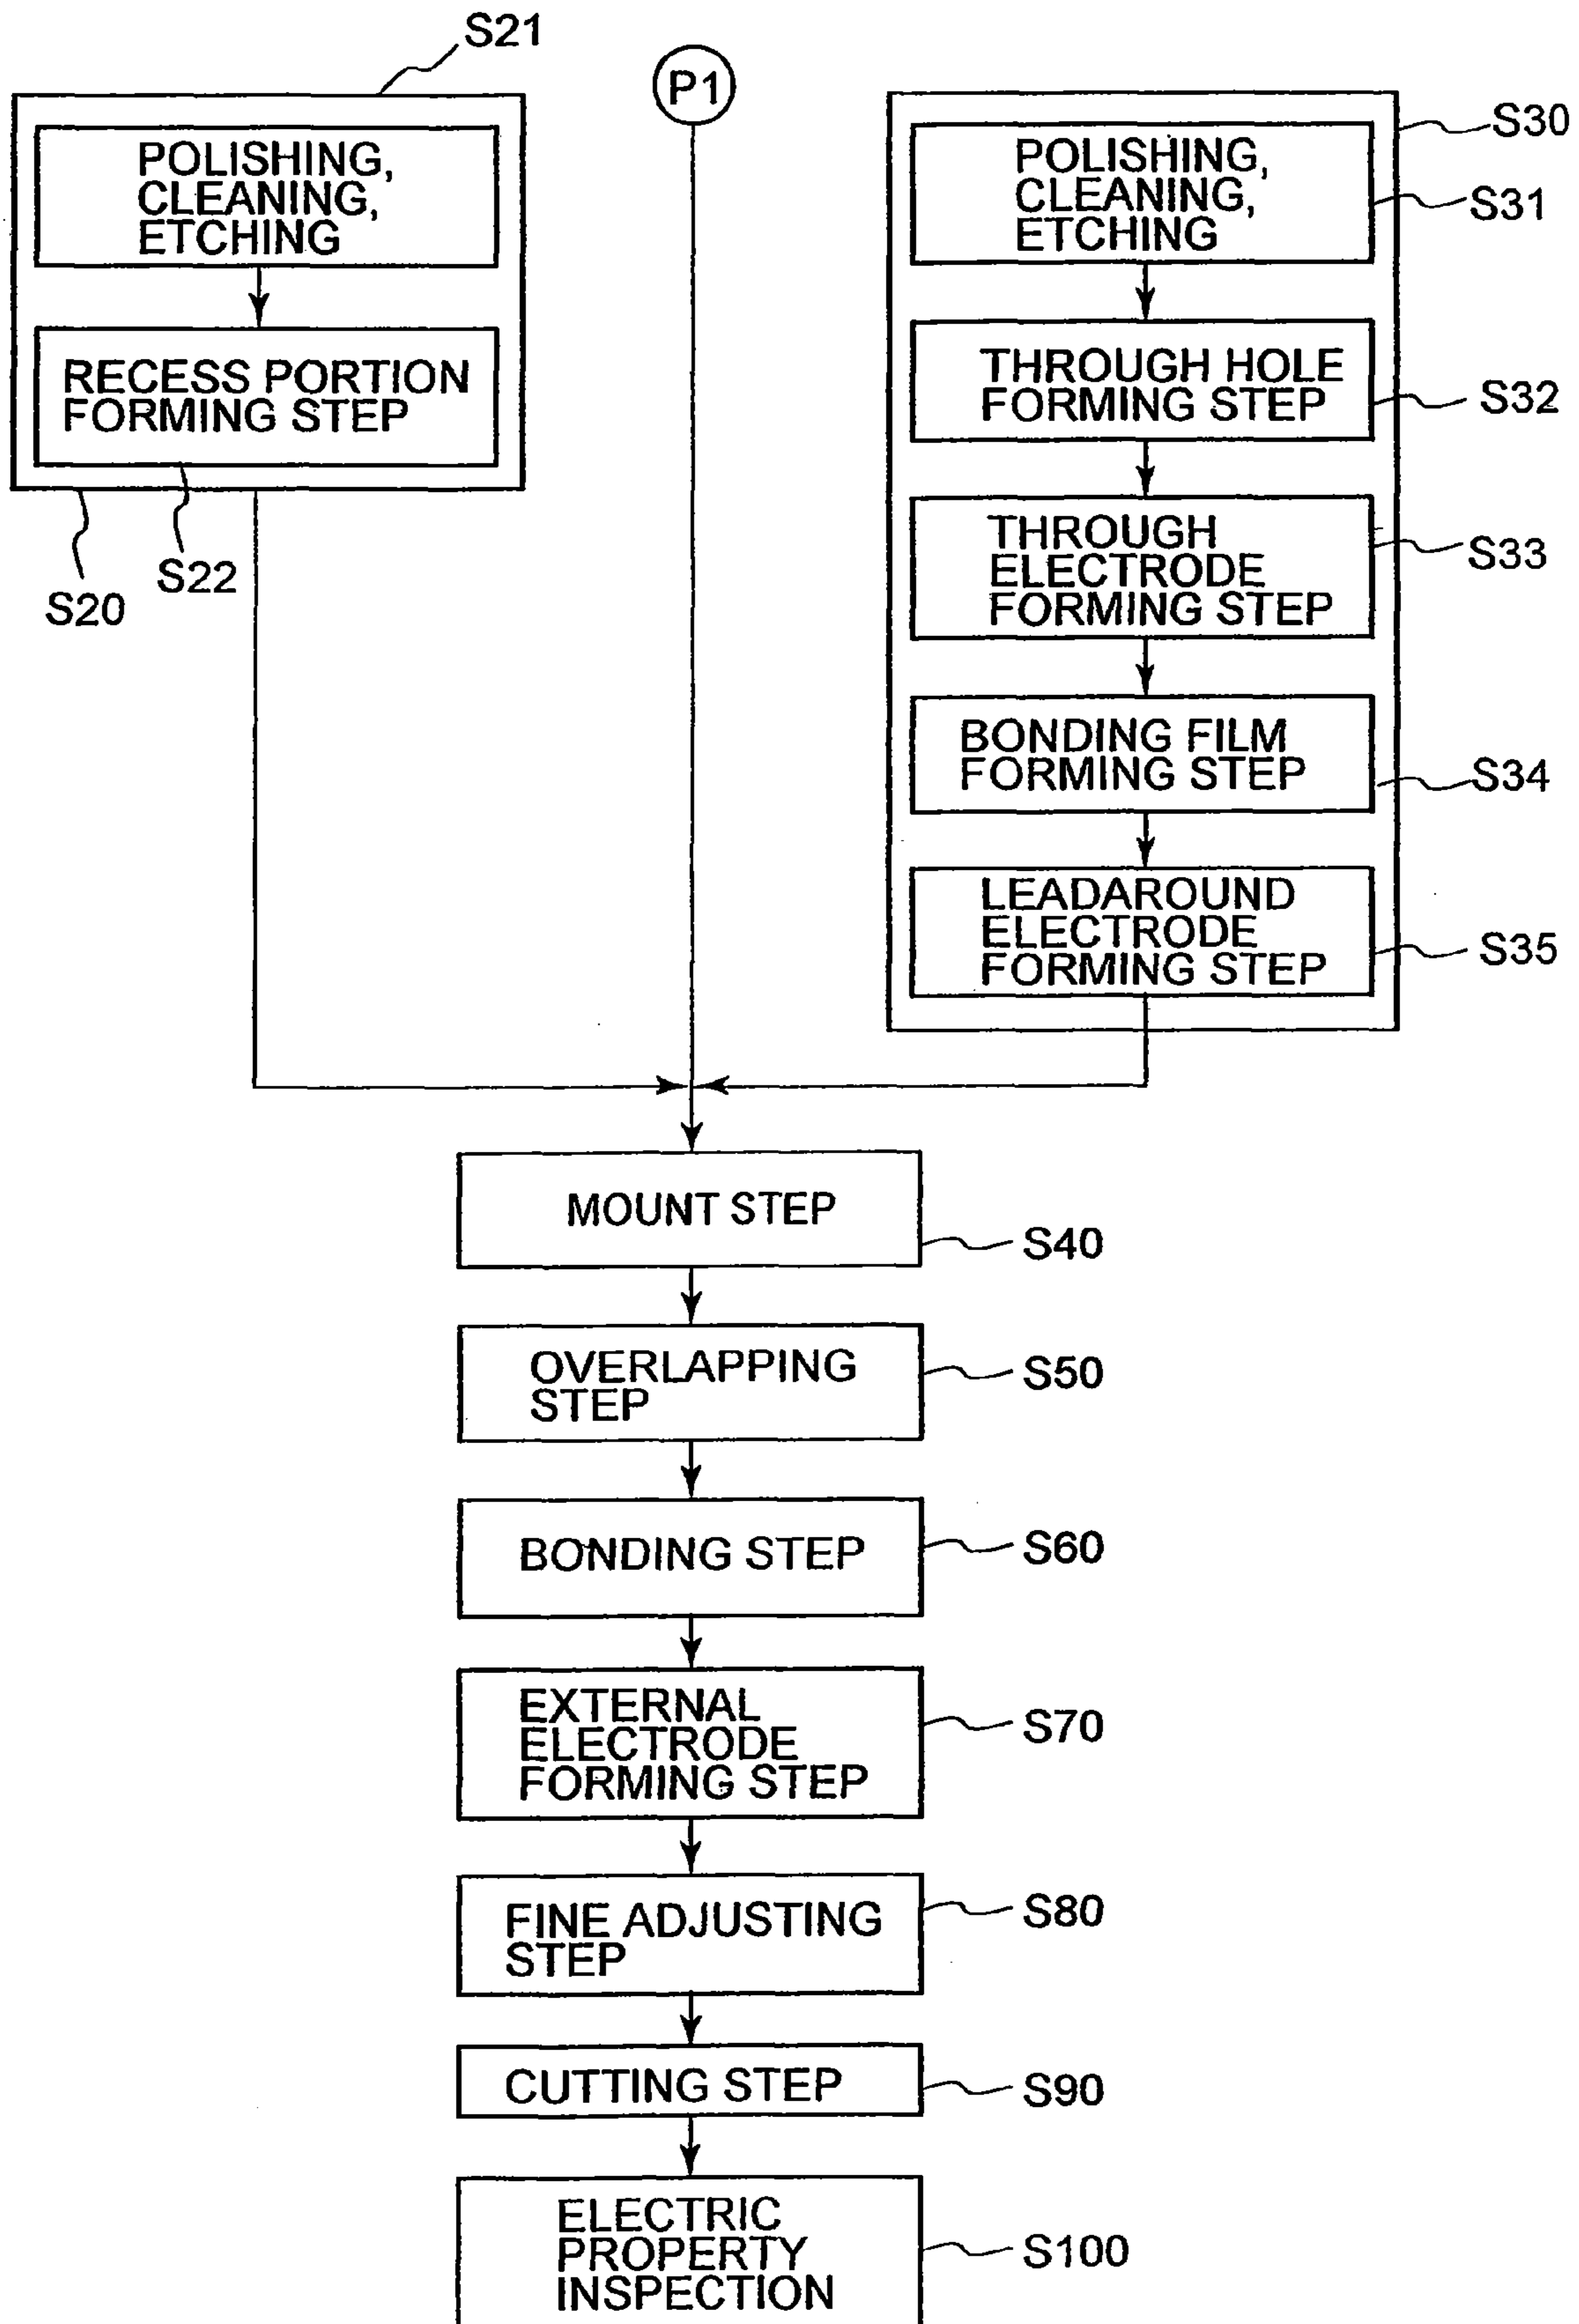 S21
P1
S30
POLISHING,
CLEANING,
ETCHING
RECESS PORTION
FORMING STEP
S22
S20
POLISHING,
CLEANING,
ETCHING
S31
THROUGH HOLE
FORMING STEP
S32
THROUGH
ELECTRODE
FORMING STEP
S33
BONDING FILM
FORMING STEP
S34
LEADAROUND
ELECTRODE
FORMING STEP
S35
MOUNT STEP
S40
OVERLAPPING
STEP
S50
BONDING STEP
S60
EXTERNAL
ELECTRODE
FORMING STEP
S70
FINE ADJUSTING
STEP
S80
CUTTING STEP
S90
ELECTRIC
PROPERTY
INSPECTION
S100